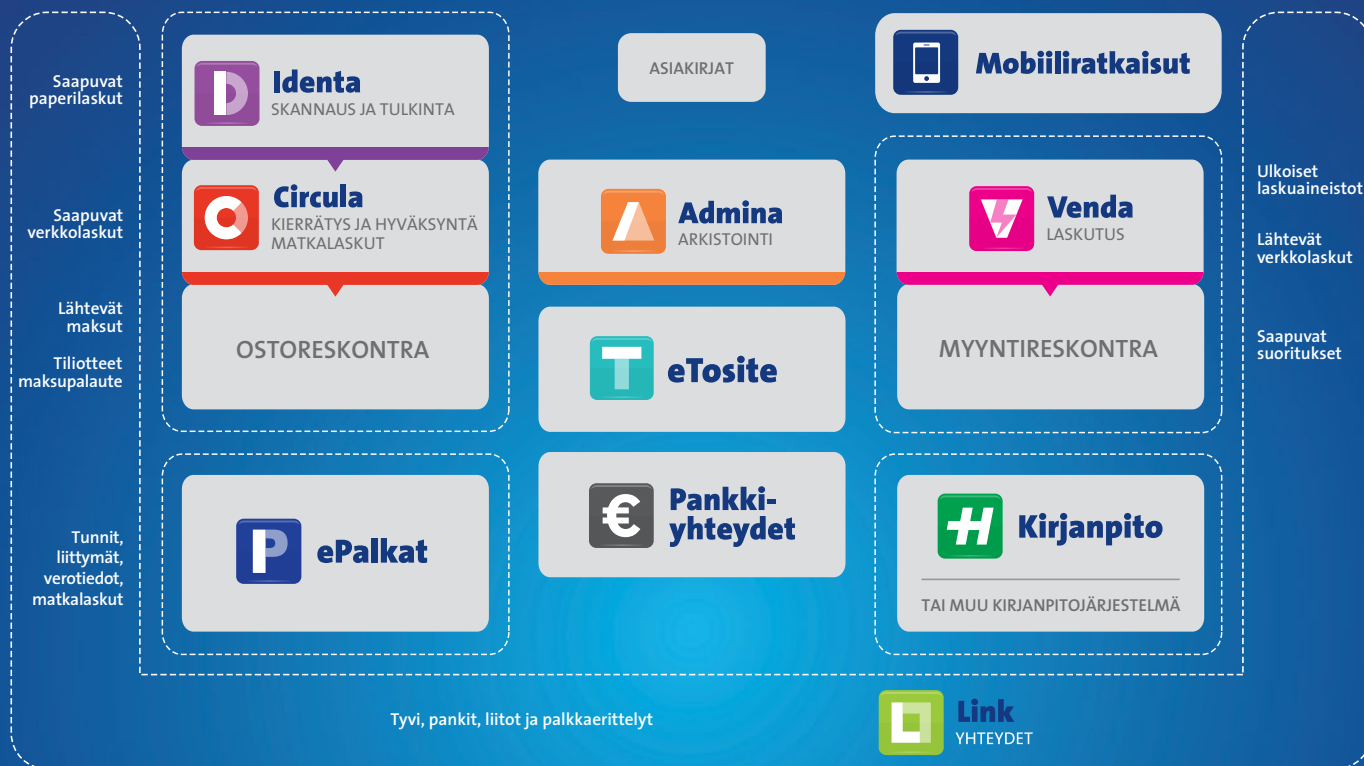 Saapuvat
paperilaskut
Saapuvat
verkkolaskut
Lähtevät
maksut
Tiliotteet
maksupalaute
Tunnit,
liittymät,
verotiedot,
matkalaskut
Identa
SKANNAUS JA TULKINTA
Circula
KIERRÄTYS JA HYVÄKSYNTÄ
MATKALASKUT
OSTORESKONTRA
ePalkat
ASIAKIRJAT
Admina
ARKISTOINTI
eTosite
Pankki-
yhteydet
Mobiiliratkaisut
Venda
LASKUTUS
MYYNTIRESKONTRA
Kirjanpito
TAI MUU KIRJANPITOJÄRJESTELMÄ
Ulkoiset
laskuaineistot
Lähtevät
verkkolaskut
Saapuvat
suoritukset
Tyvi, pankit, liitot ja palkkaerittelyt
Link
YHTEYDET